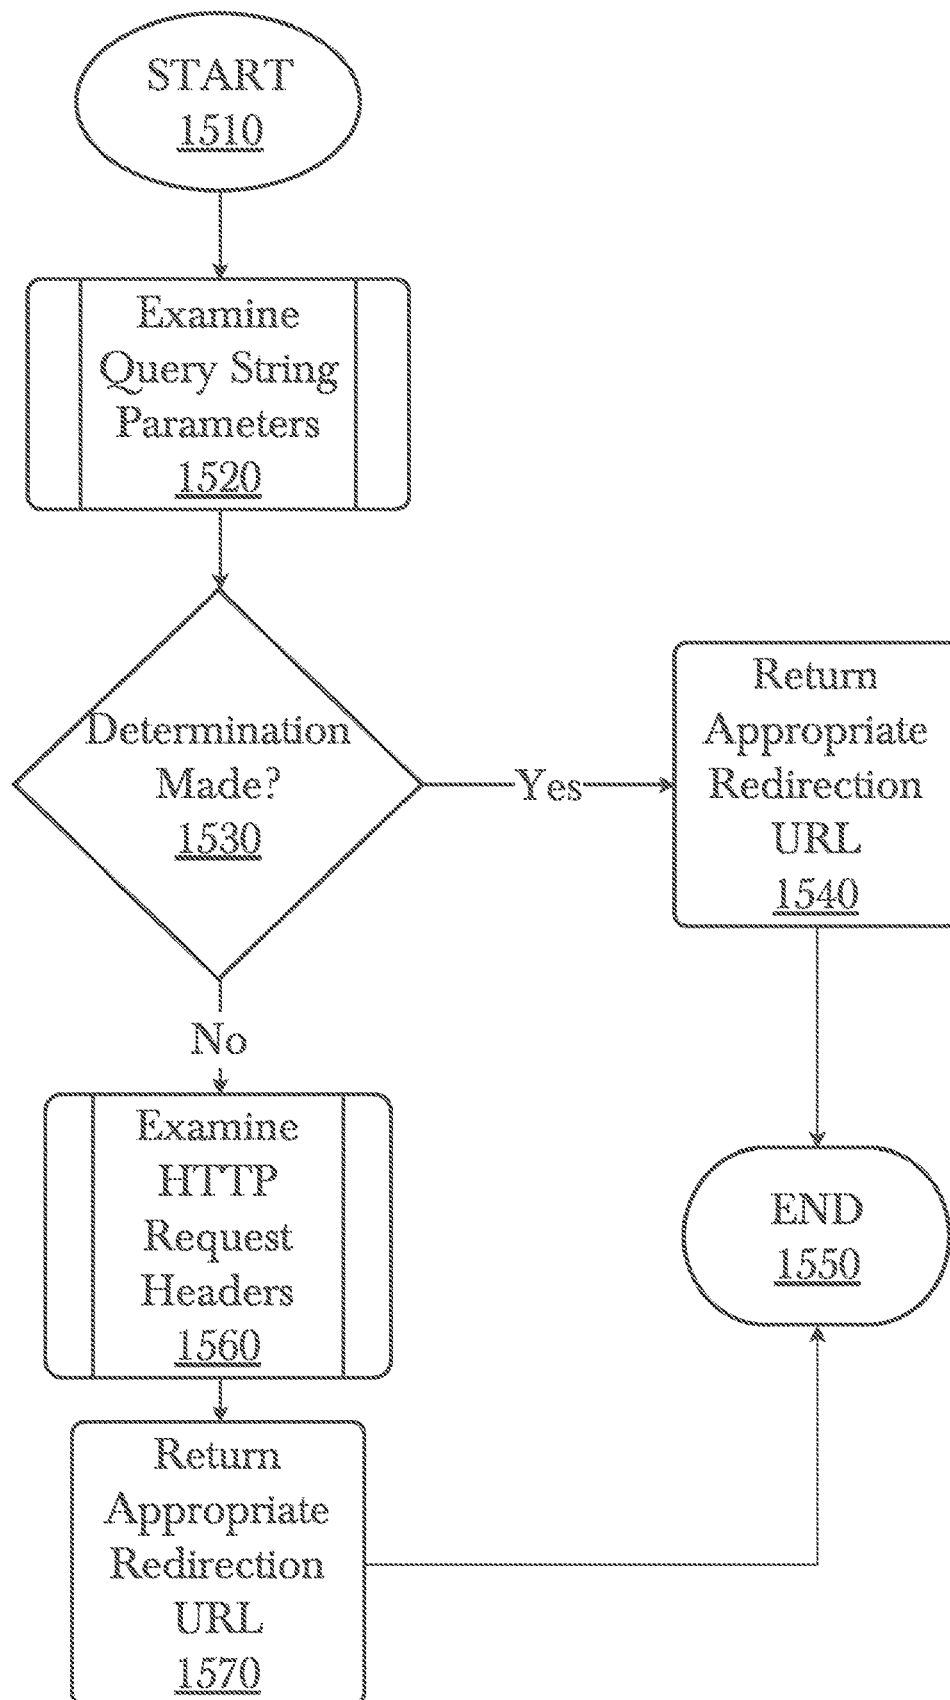 START
1510
Examine
Query String
Parameters
1520
Determination
Made?
1530
Yes
Return
Appropriate
Redirection
URL
1540
No
Examine
HTTP
Request
Headers
1560
END
1550
Return
Appropriate
Redirection
URL
1570